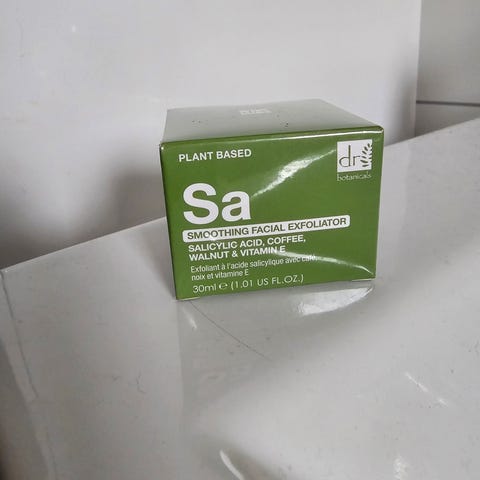 PLANT BASED
dr
botanicals
Sa
SMOOTHING FACIAL EXFOLIATOR
SALICYLIC ACID, COFFEE,
WALNUT & VITAMIN E
Exfoliant à l'acide salicylique avec café,
noix et vitamine E
30ml e (1.01 US FL.OZ.)